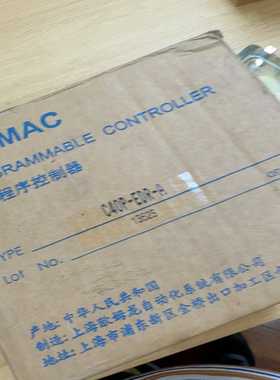 MAC
GRAMMABLE CONTROLLER
程序控制器
TYPE C40P-EDR-A
19525
LOT NO.
产地:中华人民共和国
制造:上海欧姆龙自动化系统有限公司
地址:上海市浦东新区金桥出口加工区